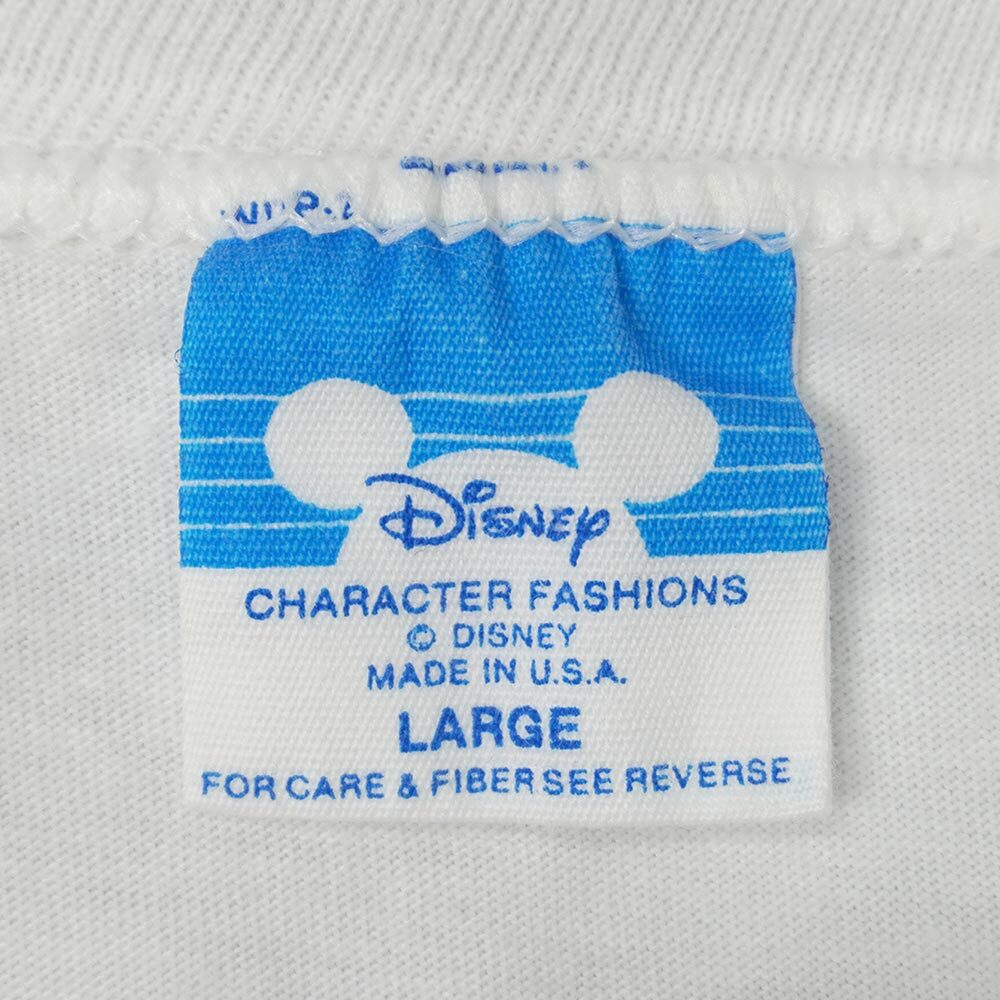 Disney
CHARACTER FASHIONS
© DISNEY
MADE IN U.S.A.
LARGE
FOR CARE & FIBER SEE REVERSE